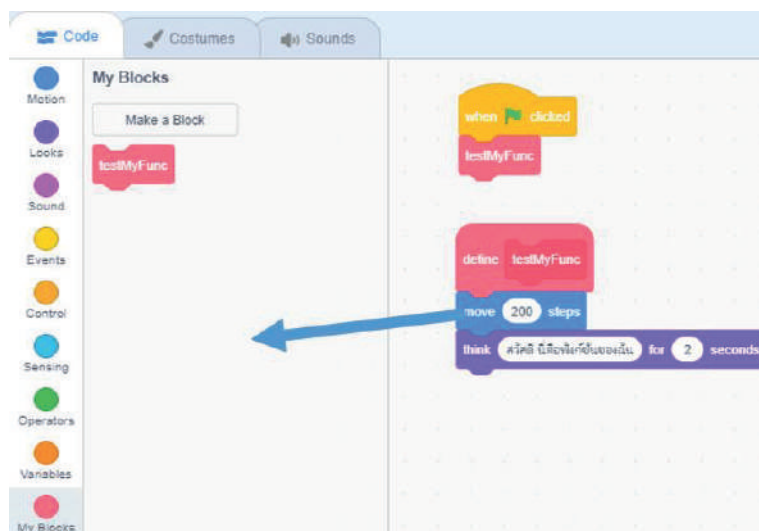 Code
Costumes
Sounds
Motion
Looks
Sound
Events
Control
Sensing
Operators
Variables
My Blocks
My Blocks
Make a Block
testMyFunc
when clicked
testMyFunc
define testMyFunc
move 200 steps
think สวัสดี นี่คือฟังก์ชันของฉัน for 2 seconds